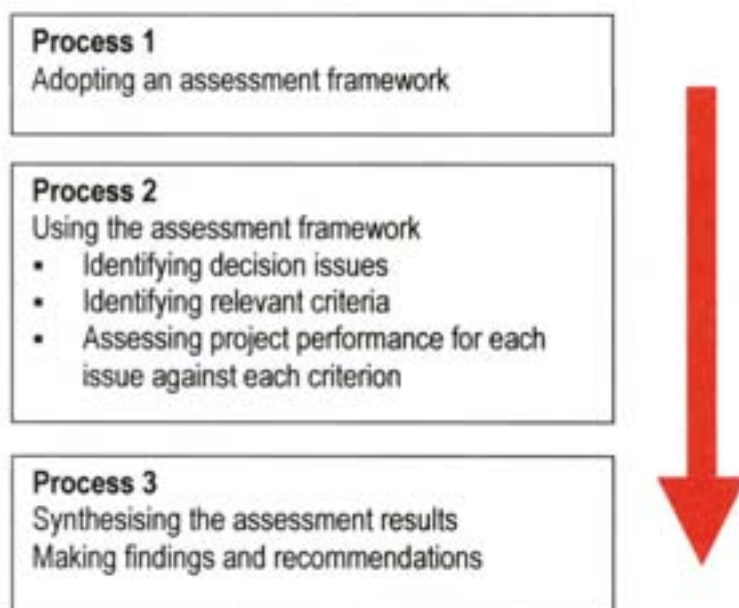 Process 1
Adopting an assessment framework
Process 2
Using the assessment framework
▪ Identifying decision issues
▪ Identifying relevant criteria
▪ Assessing project performance for each
issue against each criterion
Process 3
Synthesising the assessment results
Making findings and recommendations